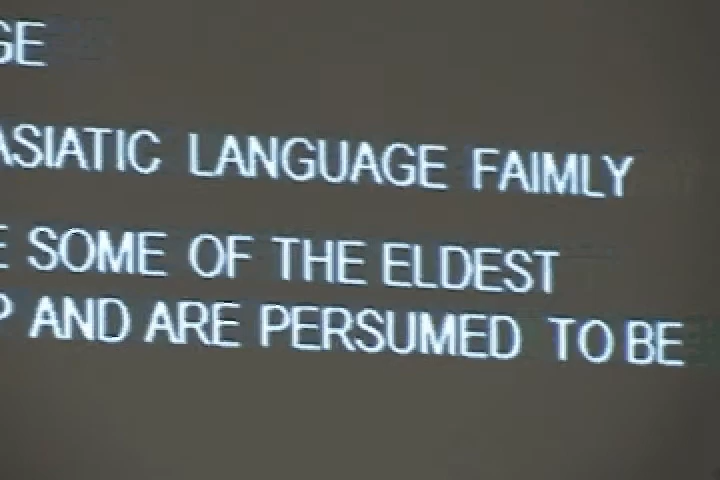 GE
ASIATIC LANGUAGE FAIMLY
E SOME OF THE ELDEST
P AND ARE PERSUMED TO BE